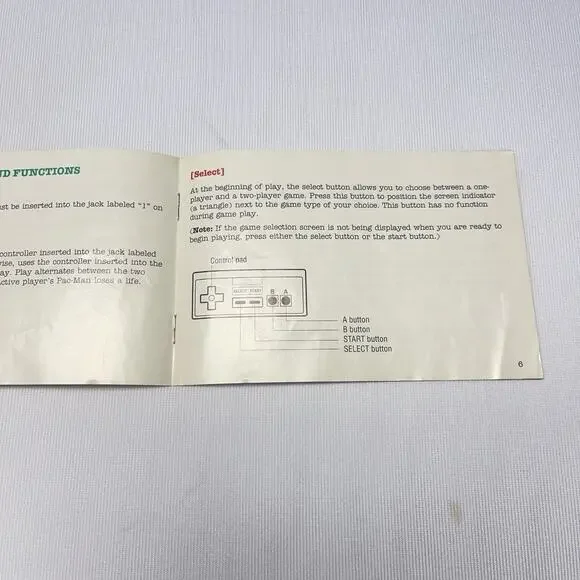 ND FUNCTIONS
st be inserted into the jack labeled "1" on
controller inserted into the jack labeled
wise, uses the controller inserted into the
ay. Play alternates between the two
active player's Pac-Man loses a life.
[Select]
At the beginning of play, the select button allows you to choose between a one-
player and a two-player game. Press this button to position the screen indicator
(a triangle) next to the game type of your choice. This button has no function
during game play.
(Note: If the game selection screen is not being displayed when you are ready to
begin playing, press either the select button or the start button.)
Control pad
SELECT START
B A
A button
B button
START button
SELECT button
6